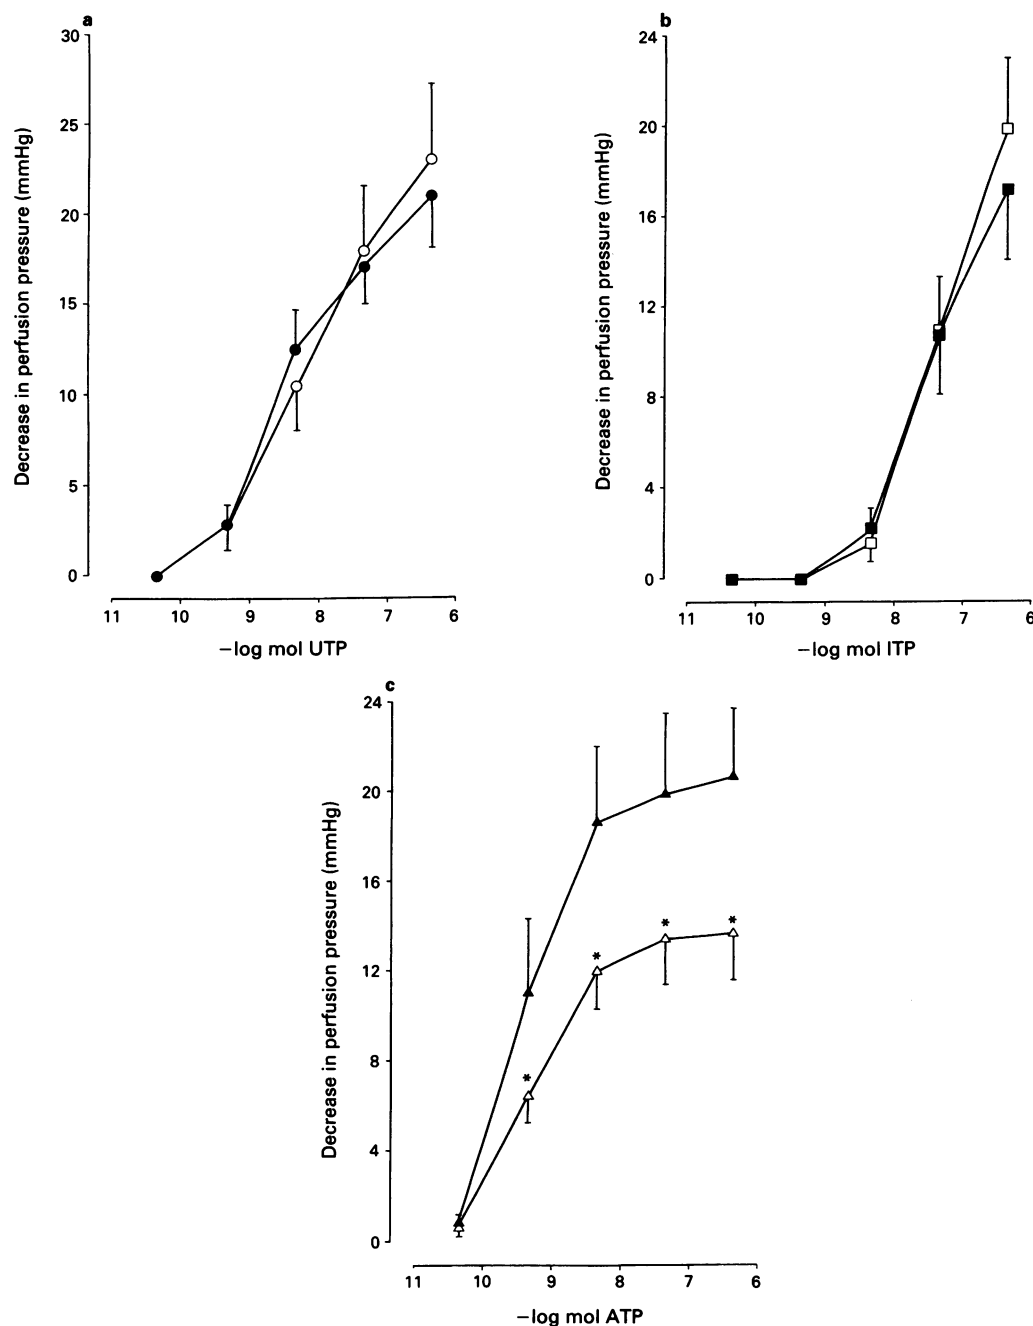 a
30
25
20
15
10
5
0
Decrease in perfusion pressure (mmHg)
11 10 9 8 7 6
−log mol UTP
b
24
20
16
12
8
4
0
Decrease in perfusion pressure (mmHg)
11 10 9 8 7 6
−log mol ITP
c
24
20
16
12
8
4
0
Decrease in perfusion pressure (mmHg)
* * * *
11 10 9 8 7 6
−log mol ATP